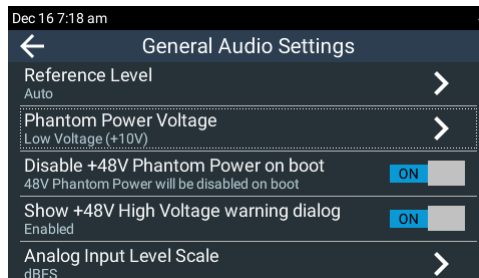 Dec 16 7:18 am
General Audio Settings
Reference Level
Auto
Phantom Power Voltage
Low Voltage (+10V)
Disable +48V Phantom Power on boot
48V Phantom Power will be disabled on boot
ON
Show +48V High Voltage warning dialog
Enabled
ON
Analog Input Level Scale
dBFS